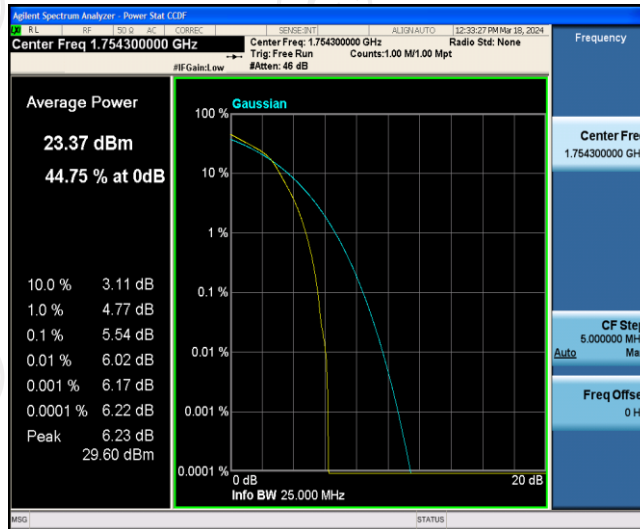 Agilent Spectrum Analyzer - Power Stat CCDF
RL RF 50 Ω AC CORREC SENSE:INT ALIGNAUTO 12:33:27 PM Mar 18, 2024
Center Freq 1.754300000 GHz
Center Freq: 1.754300000 GHz Radio Std: None
Trig: Free Run Counts:1.00 M/1.00 Mpt
#IFGain:Low #Atten: 46 dB
Frequency
Average Power
23.37 dBm
44.75 % at 0dB
10.0 % 3.11 dB
1.0 % 4.77 dB
0.1 % 5.54 dB
0.01 % 6.02 dB
0.001 % 6.17 dB
0.0001 % 6.22 dB
Peak 6.23 dB
29.60 dBm
Gaussian
100 %
10 %
1 %
0.1 %
0.01 %
0.001 %
0.0001 %
0 dB 20 dB
Info BW 25.000 MHz
Center Fre
1.754300000 GH
CF Step
5.000000 MH
Auto Ma
Freq Offse
0 H
MSG STATUS